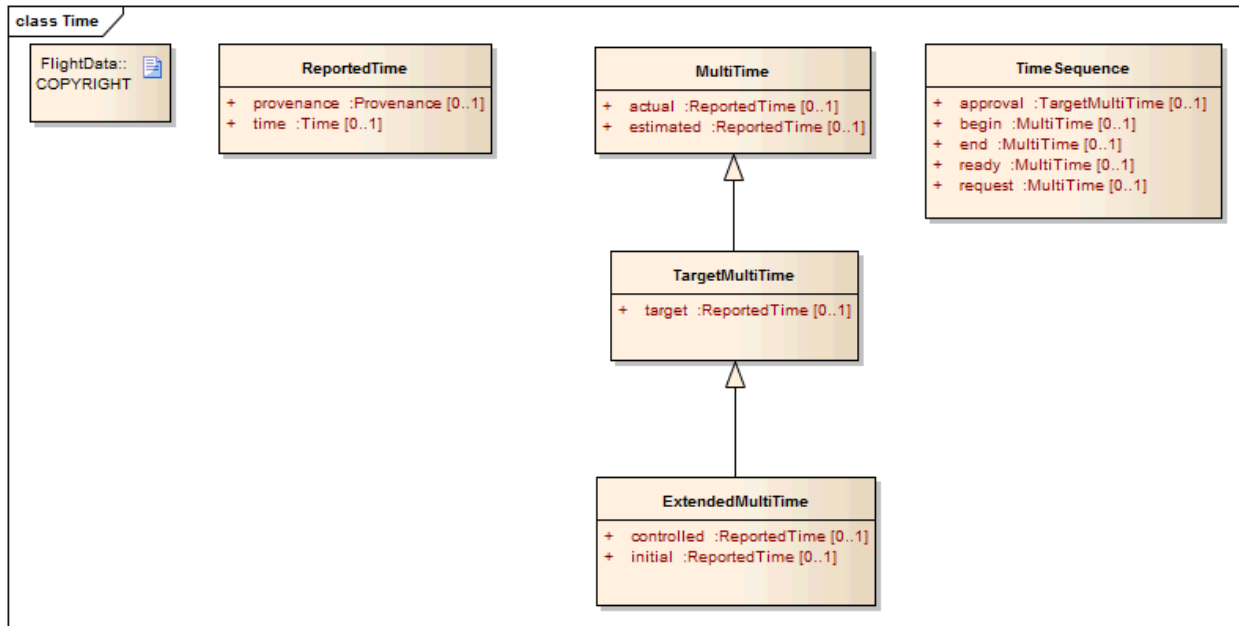 class Time
FlightData::
COPYRIGHT
ReportedTime
+ provenance :Provenance [0..1]
+ time :Time [0..1]
MultiTime
+ actual :ReportedTime [0..1]
+ estimated :ReportedTime [0..1]
TimeSequence
+ approval :TargetMultiTime [0..1]
+ begin :MultiTime [0..1]
+ end :MultiTime [0..1]
+ ready :MultiTime [0..1]
+ request :MultiTime [0..1]
TargetMultiTime
+ target :ReportedTime [0..1]
ExtendedMultiTime
+ controlled :ReportedTime [0..1]
+ initial :ReportedTime [0..1]